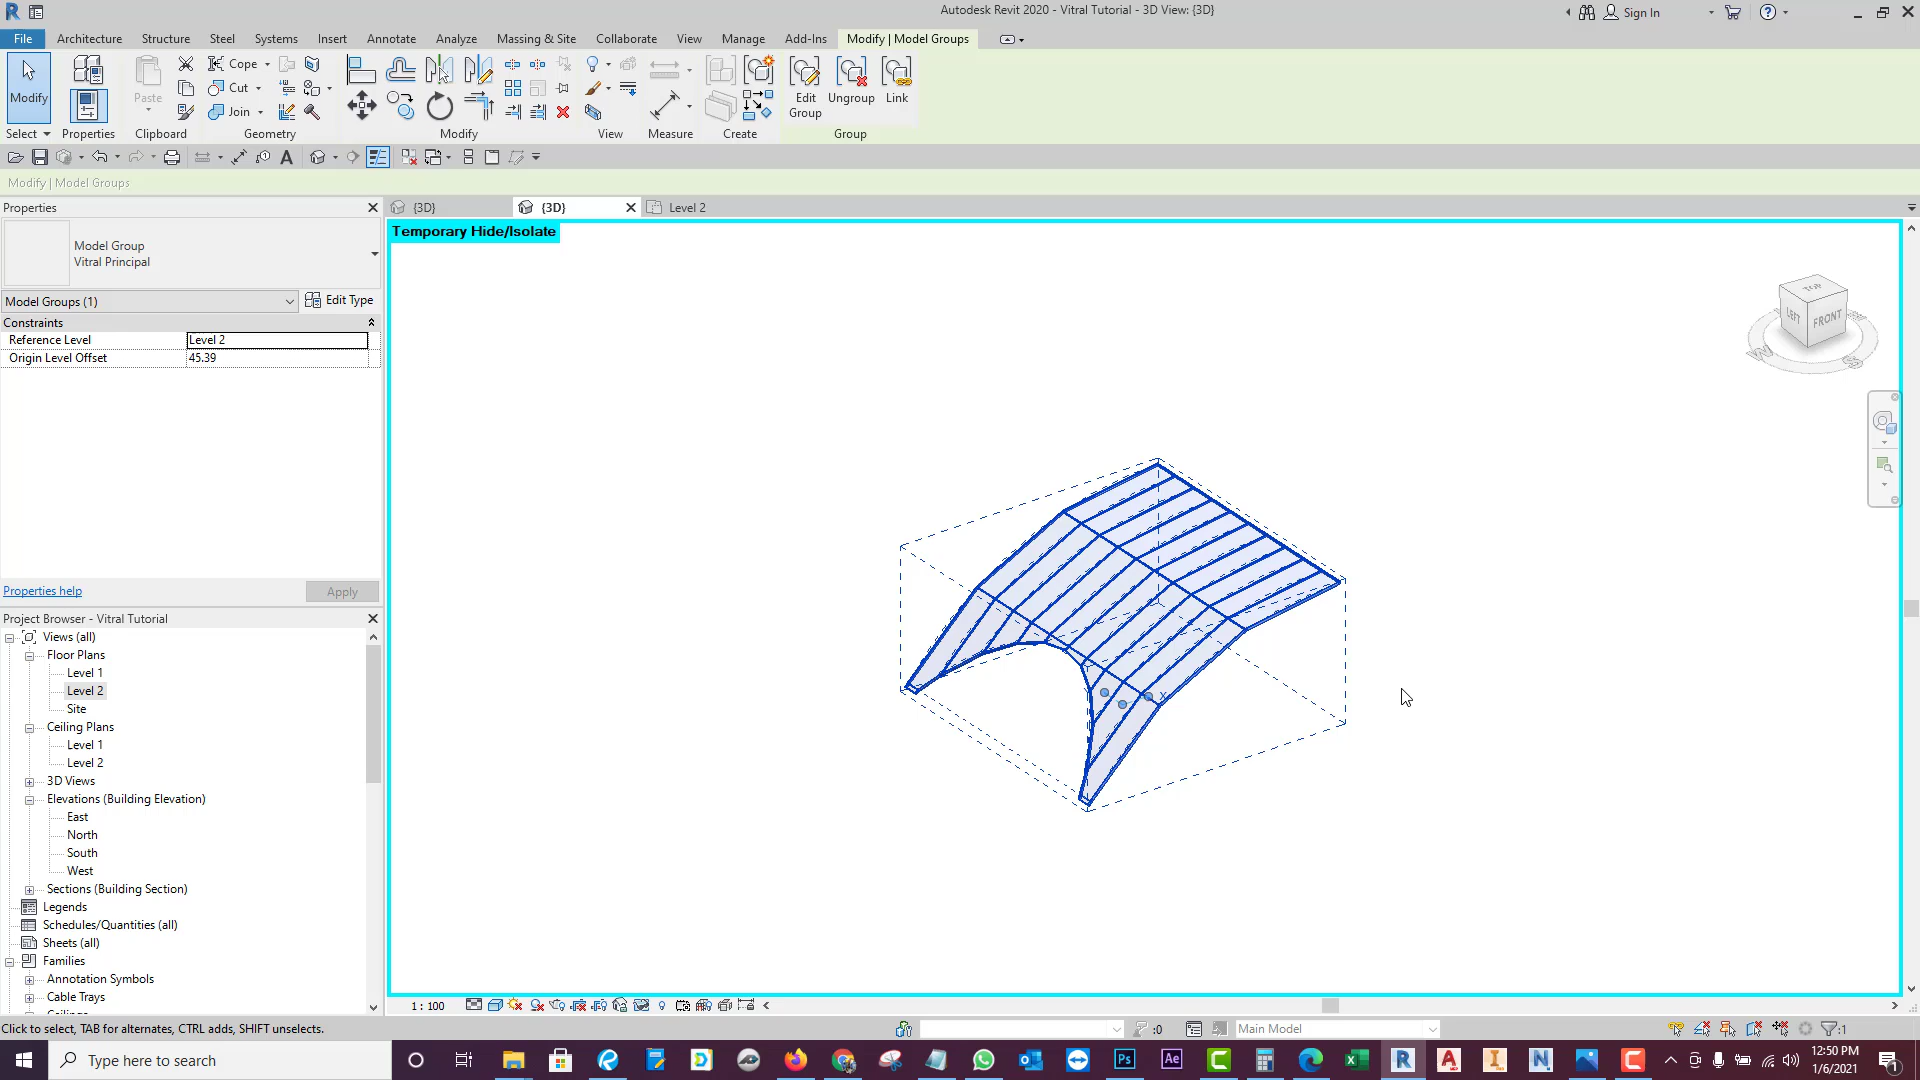 Autodesk Revit 2020 - Vitral Tutorial - 3D View: {3D}
Sign In
File
Architecture
Structure
Steel
Systems
Insert
Annotate
Analyze
Massing & Site
Collaborate
View
Manage
Add-Ins
Modify | Model Groups
Modify
Paste
Cope
Cut
Join
Edit
Group
Ungroup
Link
Select
Properties
Clipboard
Geometry
Modify
View
Measure
Create
Group
Modify | Model Groups
Properties
{3D}
{3D}
Level 2
Temporary Hide/Isolate
Model Group
Vitral Principal
Model Groups (1)
Edit Type
Constraints
Reference Level
Level 2
Origin Level Offset
45.39
TOP
LEFT
FRONT
W
S
x
Properties help
Apply
Project Browser - Vitral Tutorial
Views (all)
Floor Plans
Level 1
Level 2
Site
Ceiling Plans
Level 1
Level 2
3D Views
Elevations (Building Elevation)
East
North
South
West
Sections (Building Section)
Legends
Schedules/Quantities (all)
Sheets (all)
Families
Annotation Symbols
Cable Trays
1 : 100
Click to select, TAB for alternates, CTRL adds, SHIFT unselects.
:0
Main Model
:1
Type here to search
12:50 PM
1/6/2021